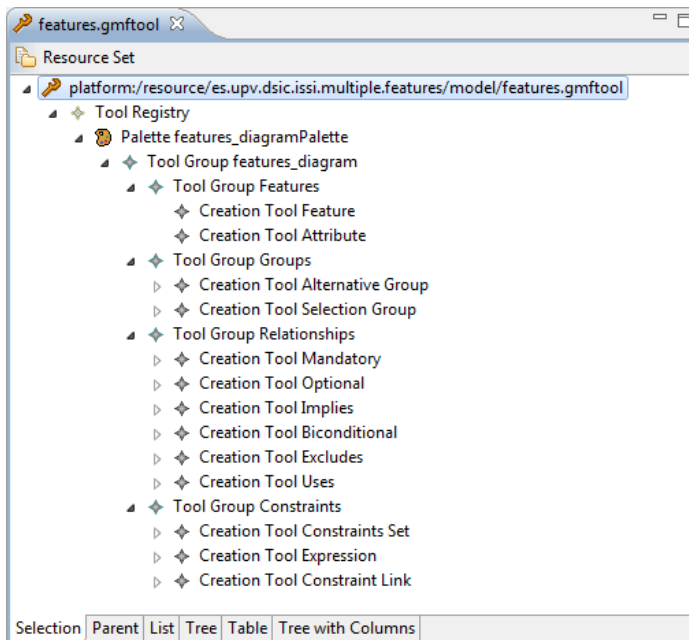 features.gmftool
Resource Set
platform:/resource/es.upv.dsic.issi.multiple.features/model/features.gmftool
Tool Registry
Palette features_diagramPalette
Tool Group features_diagram
Tool Group Features
Creation Tool Feature
Creation Tool Attribute
Tool Group Groups
Creation Tool Alternative Group
Creation Tool Selection Group
Tool Group Relationships
Creation Tool Mandatory
Creation Tool Optional
Creation Tool Implies
Creation Tool Biconditional
Creation Tool Excludes
Creation Tool Uses
Tool Group Constraints
Creation Tool Constraints Set
Creation Tool Expression
Creation Tool Constraint Link
Selection Parent List Tree Table Tree with Columns